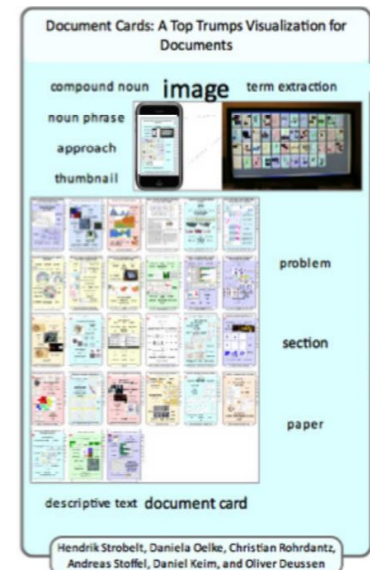 Document Cards: A Top Trumps Visualization for
Documents
compound noun image term extraction
noun phrase
approach
thumbnail
problem
section
paper
descriptive text document card
Hendrik Strobelt, Daniela Oelke, Christian Rohrdantz,
Andreas Stoffel, Daniel Keim, and Oliver Deussen